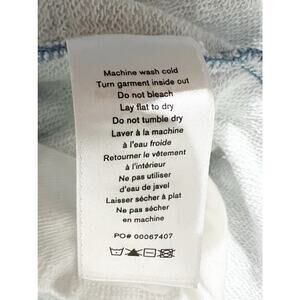 Machine wash cold
Turn garment inside out
Do not bleach
Lay flat to dry
Do not tumble dry
Laver à la machine
à l'eau froide
Retourner le vêtement
à l'intérieur
Ne pas utiliser
d'eau de javel
Laisser sécher à plat
Ne pas sécher
en machine
PO# 00067407